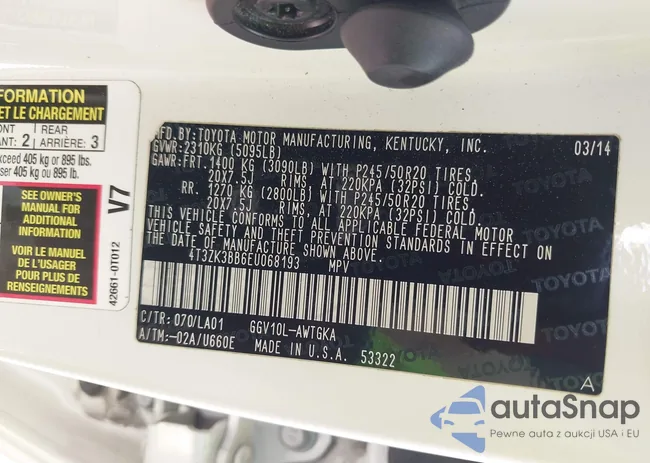 FORMATION
ET LE CHARGEMENT
ONT
ANT: 2
REAR
ARRIÈRE: 3
exceed 405 kg or 895 lbs.
ser 405 kg ou 895 lb.
SEE OWNER'S
MANUAL FOR
ADDITIONAL
INFORMATION
VOIR LE MANUEL
DE L'USAGER
POUR PLUS DE
RENSEIGNEMENTS
V7
42661-0T012
MFD. BY: TOYOTA MOTOR MANUFACTURING, KENTUCKY, INC. 03/14
GVWR: 2310KG (5095LB)
GAWR: FRT. 1400 KG (3090LB) WITH P245/50R20 TIRES,
20X7.5J RIMS, AT 220KPA (32PSI) COLD.
RR. 1270 KG (2800LB) WITH P245/50R20 TIRES,
20X7.5J RIMS, AT 220KPA (32PSI) COLD.
THIS VEHICLE CONFORMS TO ALL APPLICABLE FEDERAL MOTOR
VEHICLE SAFETY AND THEFT PREVENTION STANDARDS IN EFFECT ON
THE DATE OF MANUFACTURE SHOWN ABOVE.
4T3ZK3BB6EU068193 MPV
C/TR: 070/LA01 GGV10L-AWTGKA
A/TM: -02A/U660E MADE IN U.S.A. 53322
A
autaSnap
Pewne auta z aukcji USA i EU